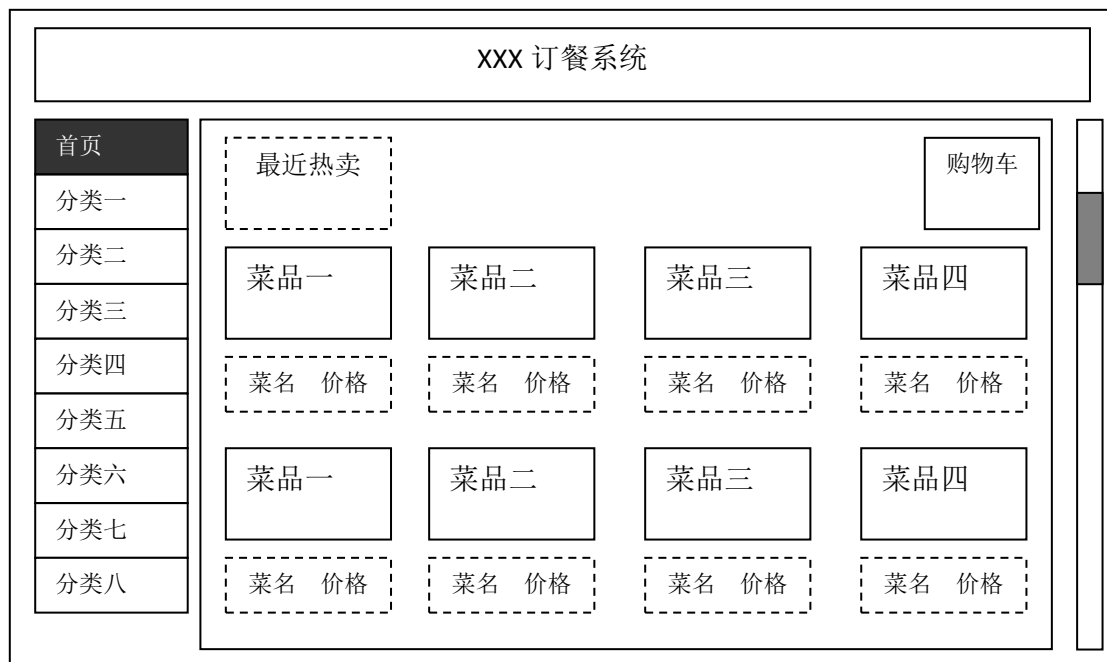 XXX 订餐系统
首页
分类一
分类二
分类三
分类四
分类五
分类六
分类七
分类八
最近热卖
购物车
菜品一 菜品二 菜品三 菜品四
菜名 价格 菜名 价格 菜名 价格 菜名 价格
菜品一 菜品二 菜品三 菜品四
菜名 价格 菜名 价格 菜名 价格 菜名 价格